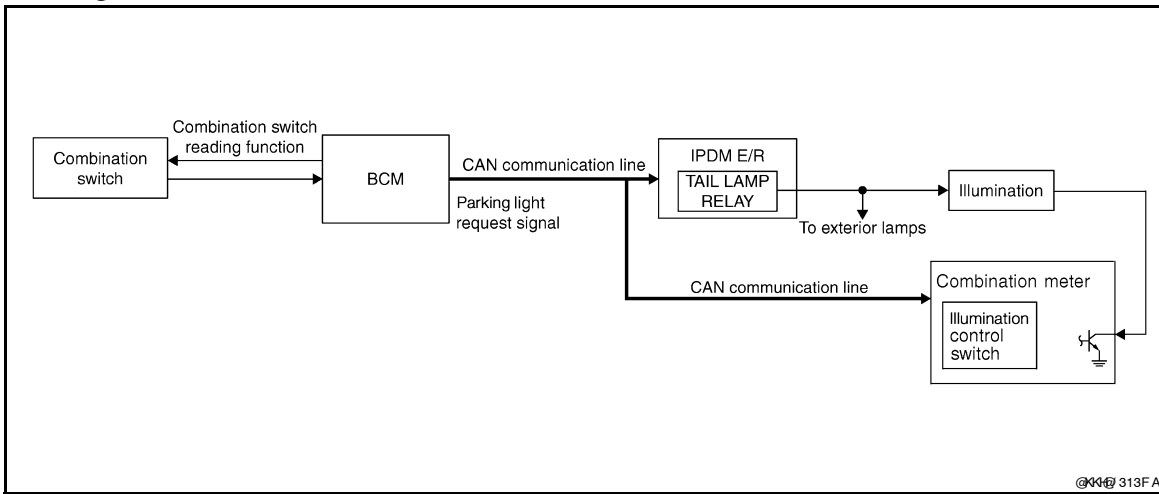 Combination switch
reading function
Combination
switch
BCM
CAN communication line
Parking light
request signal
IPDM E/R
TAIL LAMP
RELAY
To exterior lamps
Illumination
CAN communication line
Combination meter
Illumination
control
switch